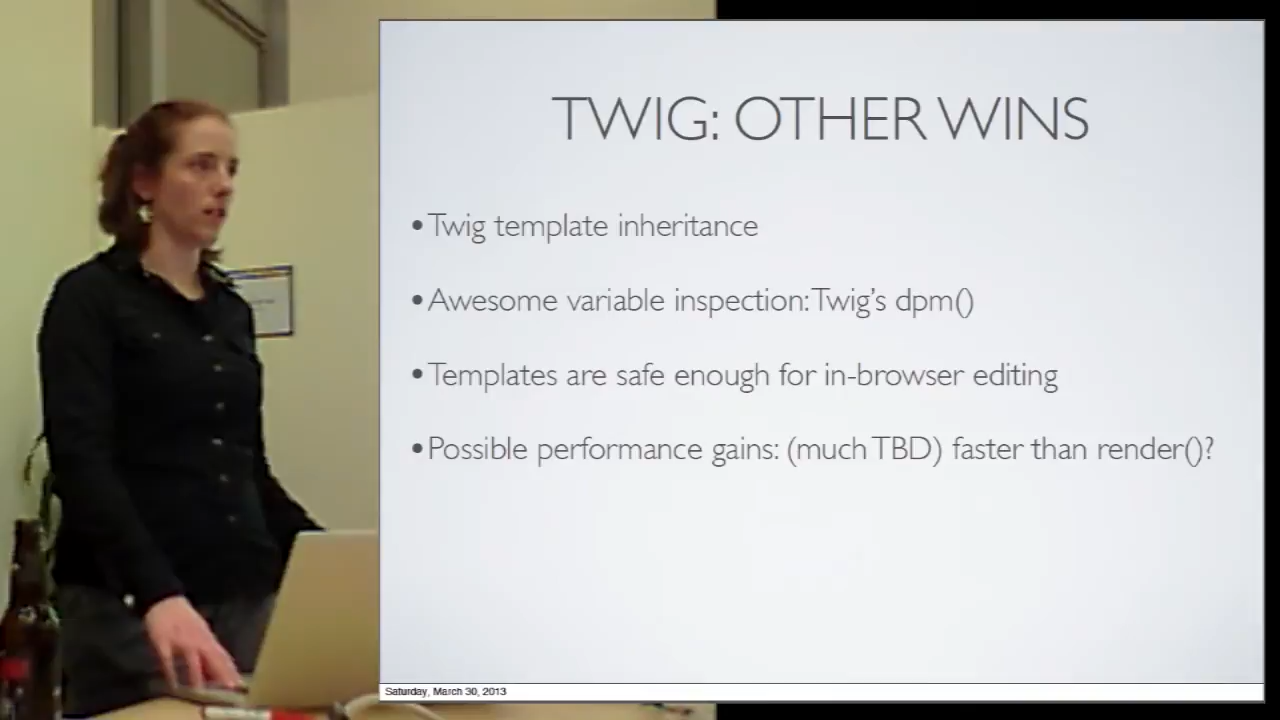 TWIG: OTHER WINS
•Twig template inheritance
•Awesome variable inspection: Twig's dpm()
•Templates are safe enough for in-browser editing
•Possible performance gains: (much TBD) faster than render()?
Saturday, March 30, 2013